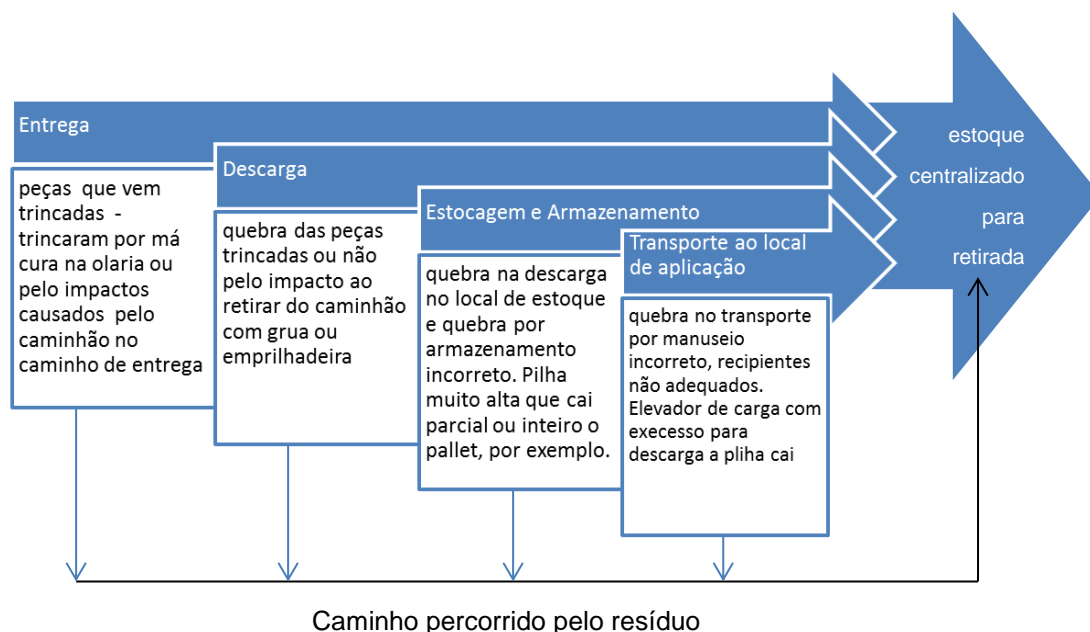 Entrega
peças que vem
trincadas -
trincaram por má
cura na olaria ou
pelo impactos
causados pelo
caminhão no
caminho de entrega
Descarga
quebra das peças
trincadas ou não
pelo impacto ao
retirar do caminhão
com grua ou
emprilhadeira
Estocagem e Armazenamento
quebra na descarga
no local de estoque
e quebra por
armazenamento
incorreto. Pilha
muito alta que cai
parcial ou inteiro o
pallet, por exemplo.
Transporte ao local
de aplicação
quebra no transporte
por manuseio
incorreto, recipientes
não adequados.
Elevador de carga com
execesso para
descarga a pliha cai
estoque
centralizado
para
retirada
Caminho percorrido pelo resíduo